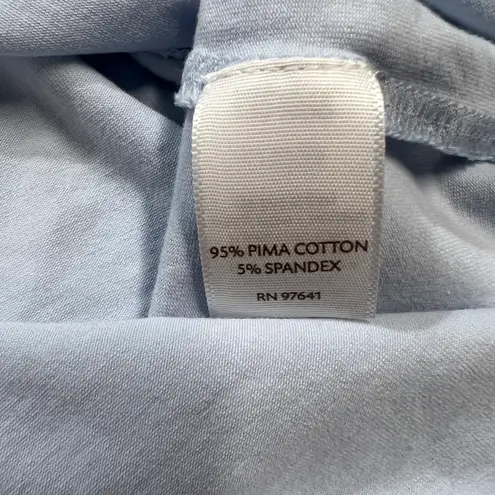 95% PIMA COTTON
5% SPANDEX
RN 97641